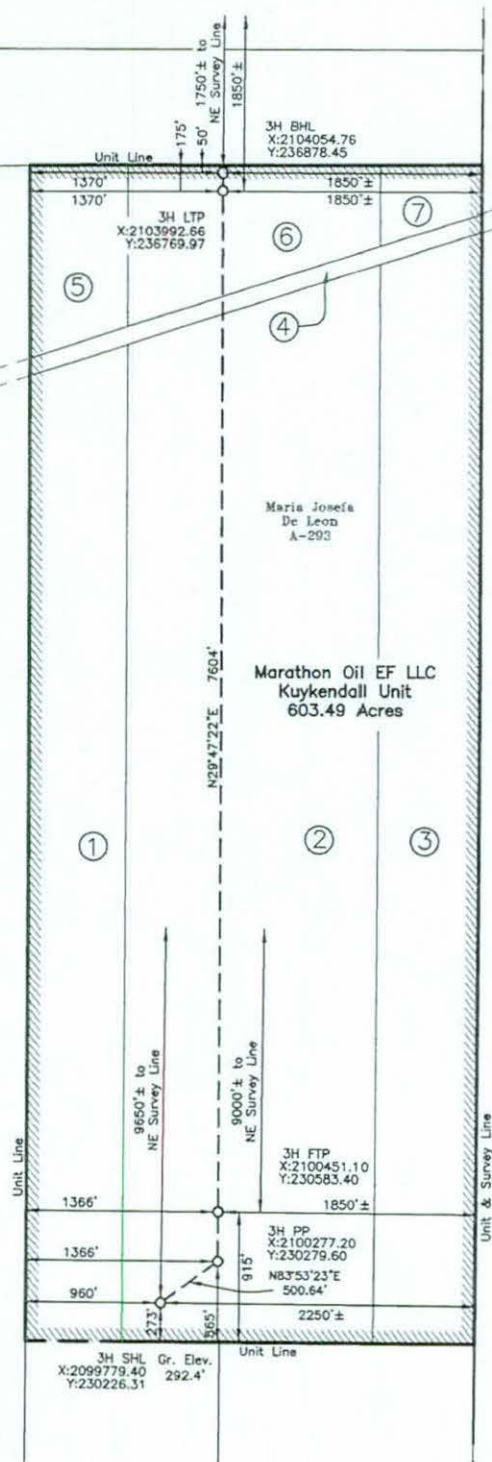 1750'± to
NE Survey Line
1850'±
175'
50'
3H BHL
X:2104054.76
Y:236878.45
Unit Line
1370'
1850'±
1370'
1850'±
3H LTP
X:2103992.66
Y:236769.97
7
6
5
4
Maria Josefa
De Leon
A-293
N29°47'22"E 7604'
Marathon Oil EF LLC
Kuykendall Unit
603.49 Acres
1
2
3
9650'± to
NE Survey Line
9000'± to
NE Survey Line
Unit Line
Unit & Survey Line
3H FTP
X:2100451.10
Y:230583.40
1366'
1850'±
3H PP
X:2100277.20
Y:230279.60
1366'
915'
N83°53'23"E
500.64'
960'
273'
565'
2250'±
Unit Line
3H SHL Gr. Elev.
X:2099779.40 292.4'
Y:230226.31